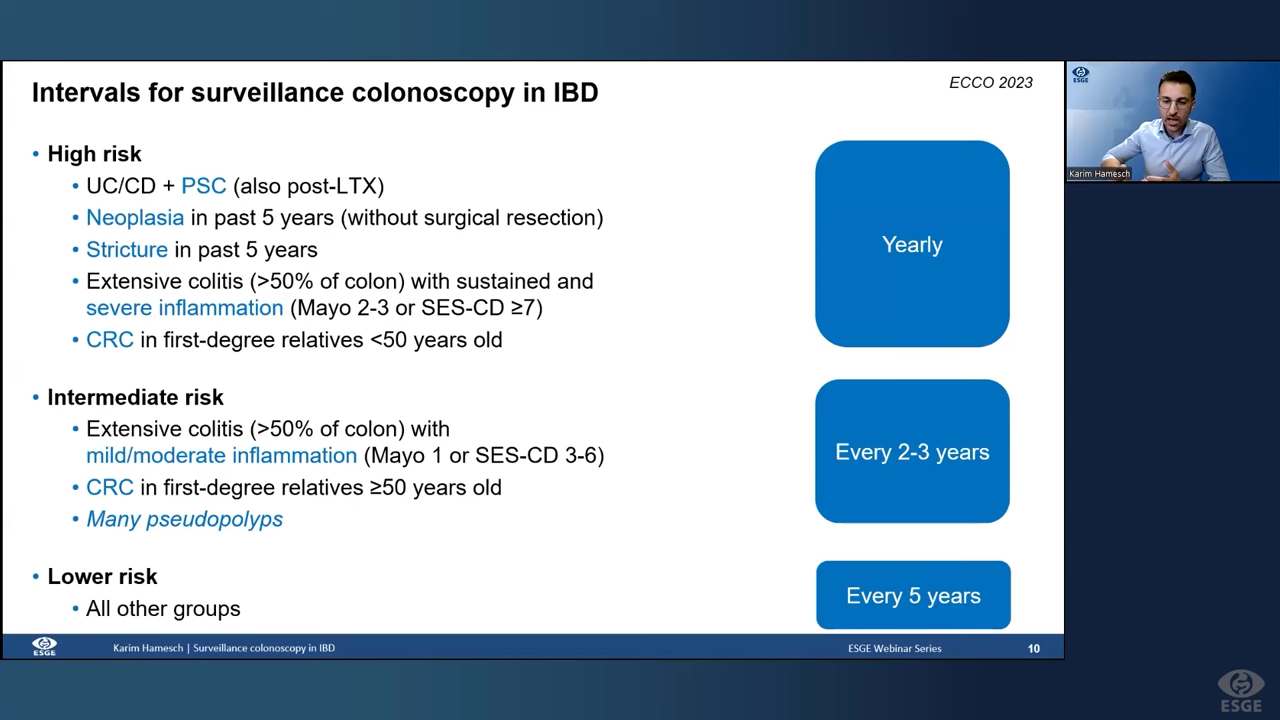 Intervals for surveillance colonoscopy in IBD
ECCO 2023
• High risk
• UC/CD + PSC (also post-LTX)
• Neoplasia in past 5 years (without surgical resection)
• Stricture in past 5 years
• Extensive colitis (>50% of colon) with sustained and
severe inflammation (Mayo 2-3 or SES-CD ≥7)
• CRC in first-degree relatives <50 years old
Yearly
• Intermediate risk
• Extensive colitis (>50% of colon) with
mild/moderate inflammation (Mayo 1 or SES-CD 3-6)
• CRC in first-degree relatives ≥50 years old
• Many pseudopolyps
Every 2-3 years
• Lower risk
• All other groups
Every 5 years
ESGE
Karim Hamesch | Surveillance colonoscopy in IBD
ESGE Webinar Series
10
ESGE
Karim Hamesch
ESGE